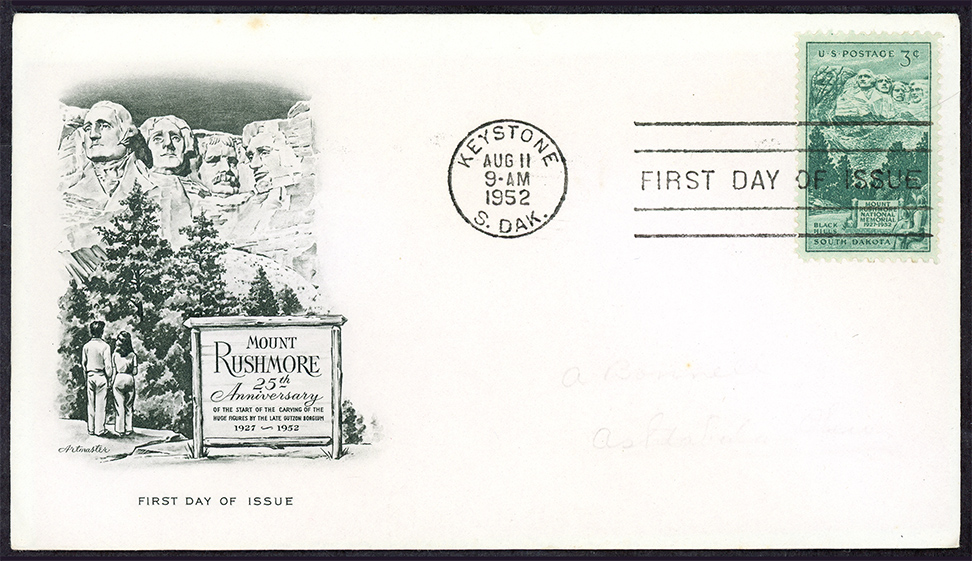 U·S·POSTAGE 3¢
KEYSTONE
AUG 11
9-AM
1952
S. DAK.
FIRST DAY OF ISSUE
MOUNT
RUSHMORE
NATIONAL
MEMORIAL
1927-1952
BLACK
HILLS
SOUTH DAKOTA
MOUNT
RUSHMORE
25th
Anniversary
OF THE START OF THE CARVING OF THE
HUGE FIGURES BY THE LATE GUTZON BORGLUM
1927 ~ 1952
Artmaster
FIRST DAY OF ISSUE
A